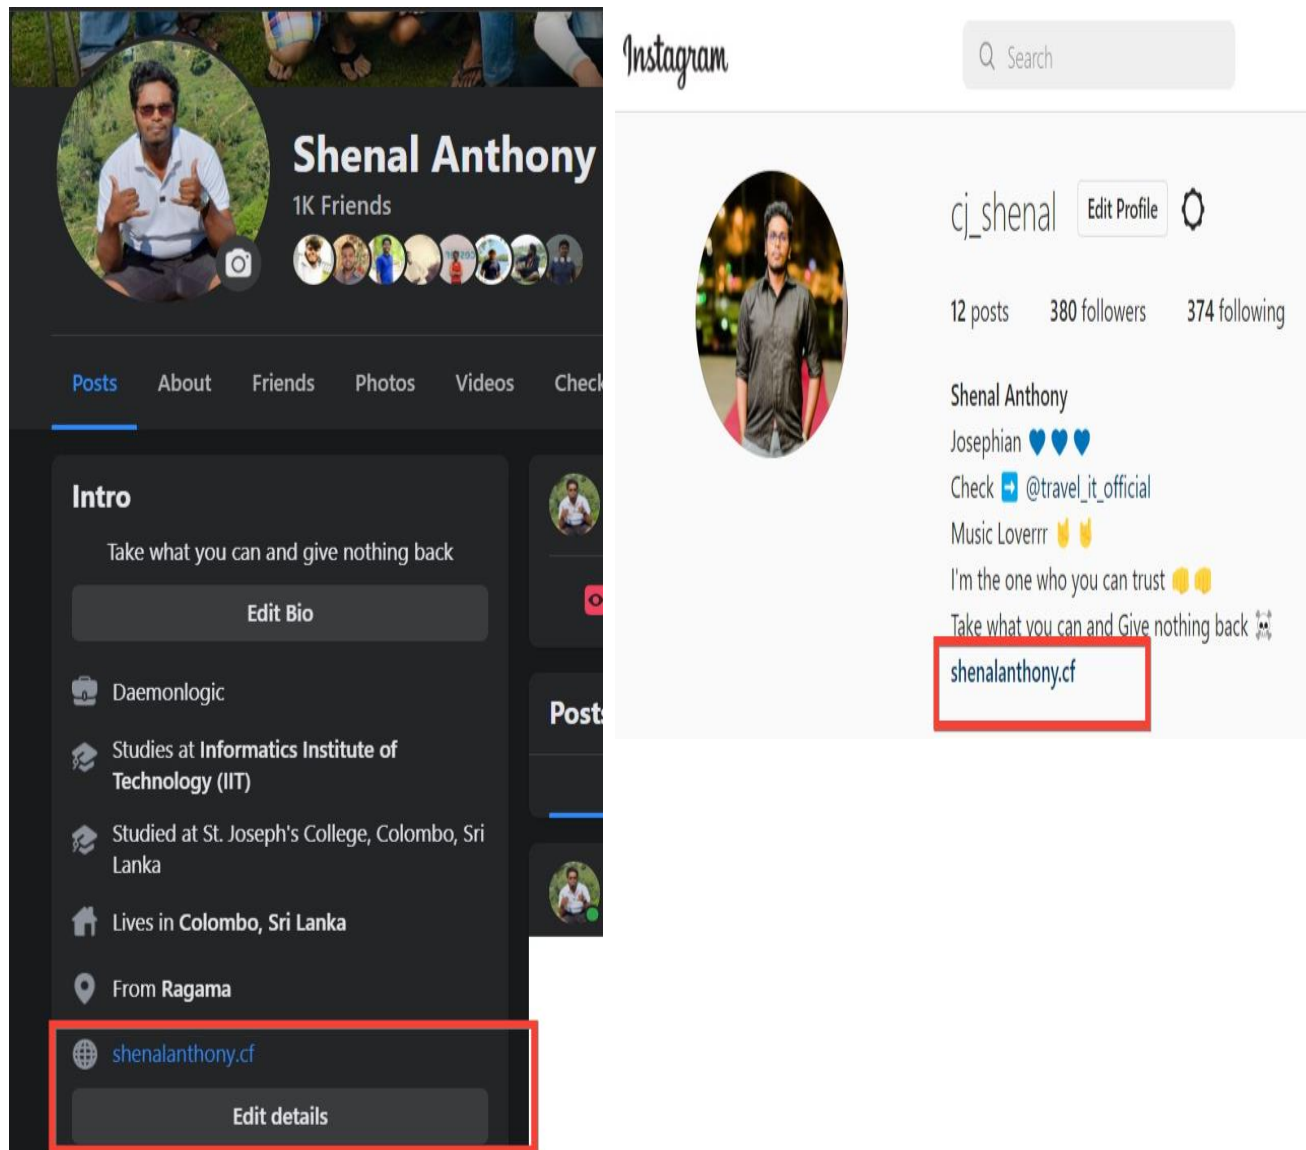 Shenal Anthony
1K Friends
Posts About Friends Photos Videos Check
Intro
Take what you can and give nothing back
Edit Bio
Daemonlogic
Studies at Informatics Institute of
Technology (IIT)
Studied at St. Joseph's College, Colombo, Sri
Lanka
Lives in Colombo, Sri Lanka
From Ragama
shenalanthony.cf
Edit details
Posts
Instagram
Search
cj_shenal Edit Profile
12 posts 380 followers 374 following
Shenal Anthony
Josephian 💙💙💙
Check ➡️ @travel_it_official
Music Loverrr 🤘🤘
I'm the one who you can trust 👊👊
Take what you can and Give nothing back ☠️
shenalanthony.cf